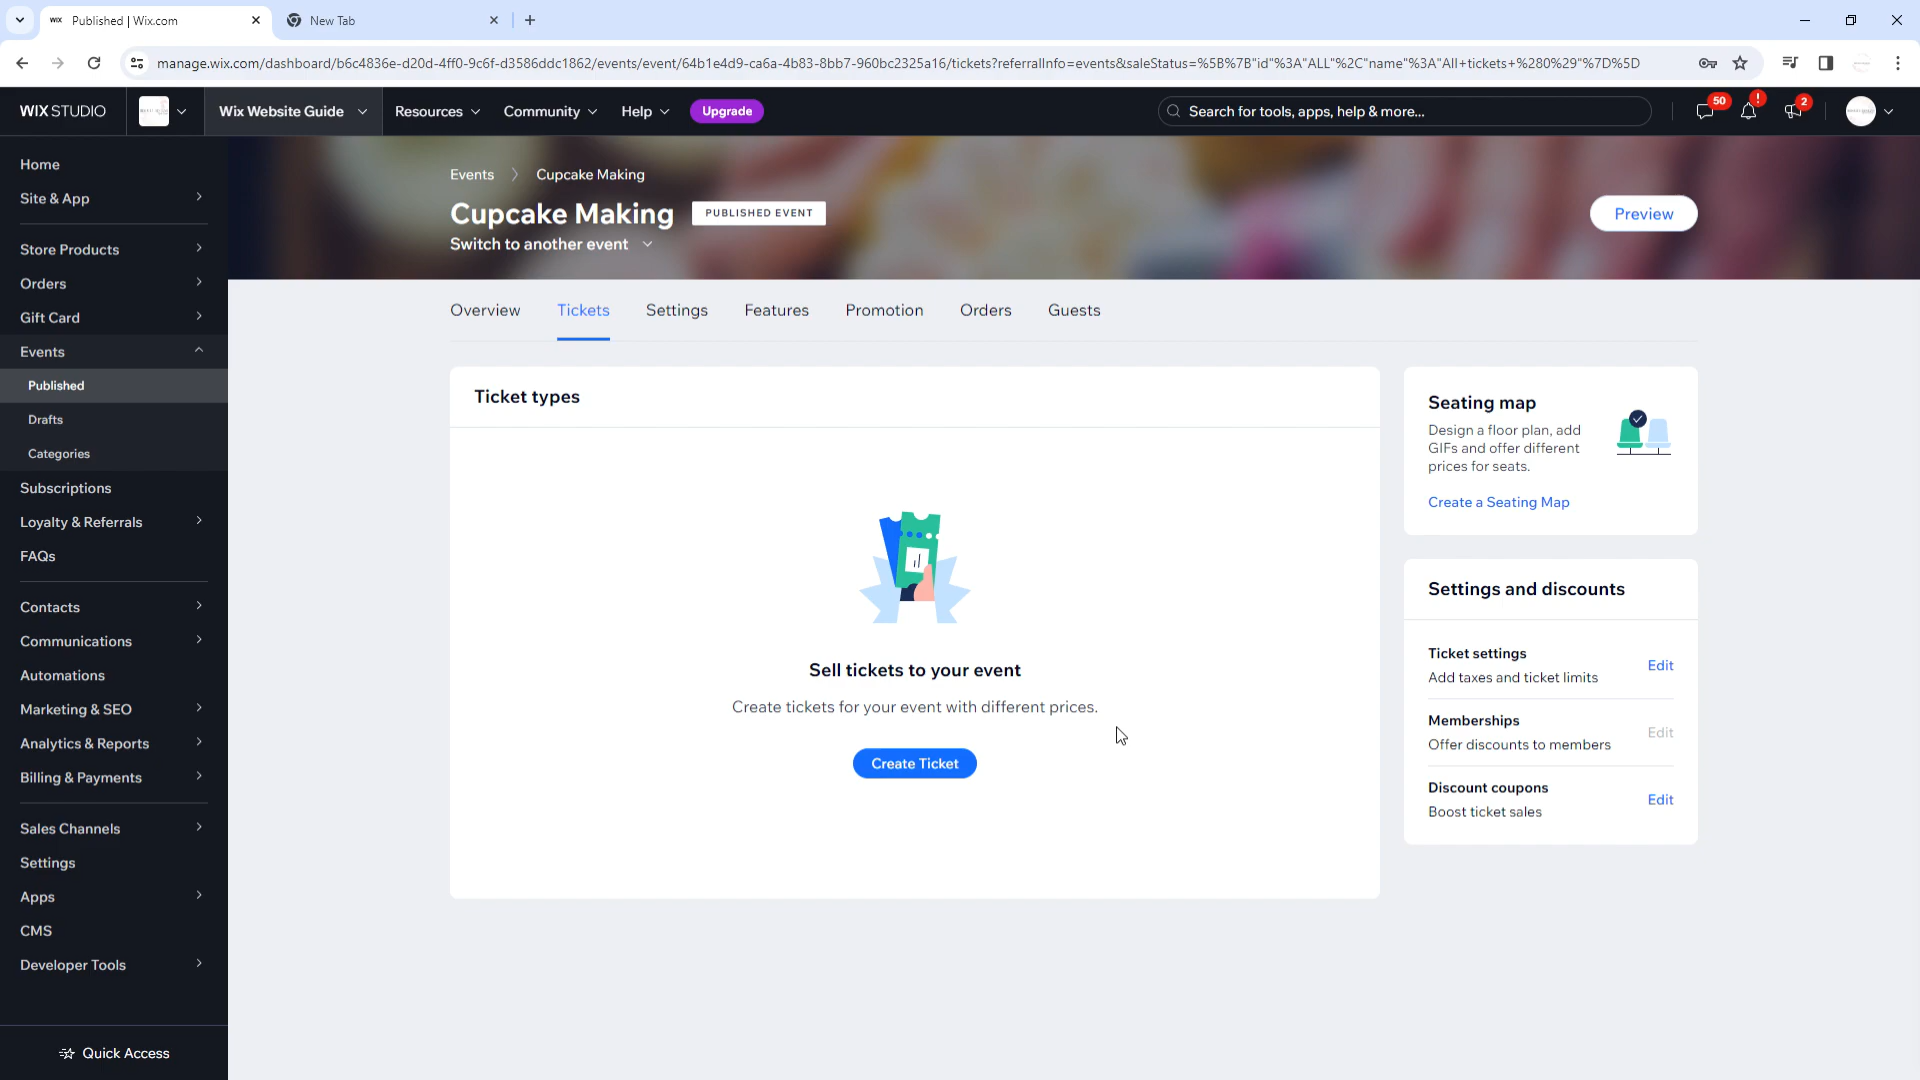 Published | Wix.com
New Tab
manage.wix.com/dashboard/b6c4836e-d20d-4ff0-9c6f-d3586ddc1862/events/event/64b1e4d9-ca6a-4b83-8bb7-960bc2325a16/tickets?referralInfo=events&saleStatus=%5B%7B"id"%3A"ALL"%2C"name"%3A"All+tickets+%280%29"%7D%5D
WIX STUDIO
Wix Website Guide
Resources
Community
Help
Upgrade
Search for tools, apps, help & more...
50
!
2
Home
Site & App
Store Products
Orders
Gift Card
Events
Published
Drafts
Categories
Subscriptions
Loyalty & Referrals
FAQs
Contacts
Communications
Automations
Marketing & SEO
Analytics & Reports
Billing & Payments
Sales Channels
Settings
Apps
CMS
Developer Tools
Quick Access
Events
Cupcake Making
Cupcake Making
PUBLISHED EVENT
Switch to another event
Preview
Overview
Tickets
Settings
Features
Promotion
Orders
Guests
Ticket types
Sell tickets to your event
Create tickets for your event with different prices.
Create Ticket
Seating map
Design a floor plan, add
GIFs and offer different
prices for seats.
Create a Seating Map
Settings and discounts
Ticket settings
Add taxes and ticket limits
Edit
Memberships
Offer discounts to members
Edit
Discount coupons
Boost ticket sales
Edit